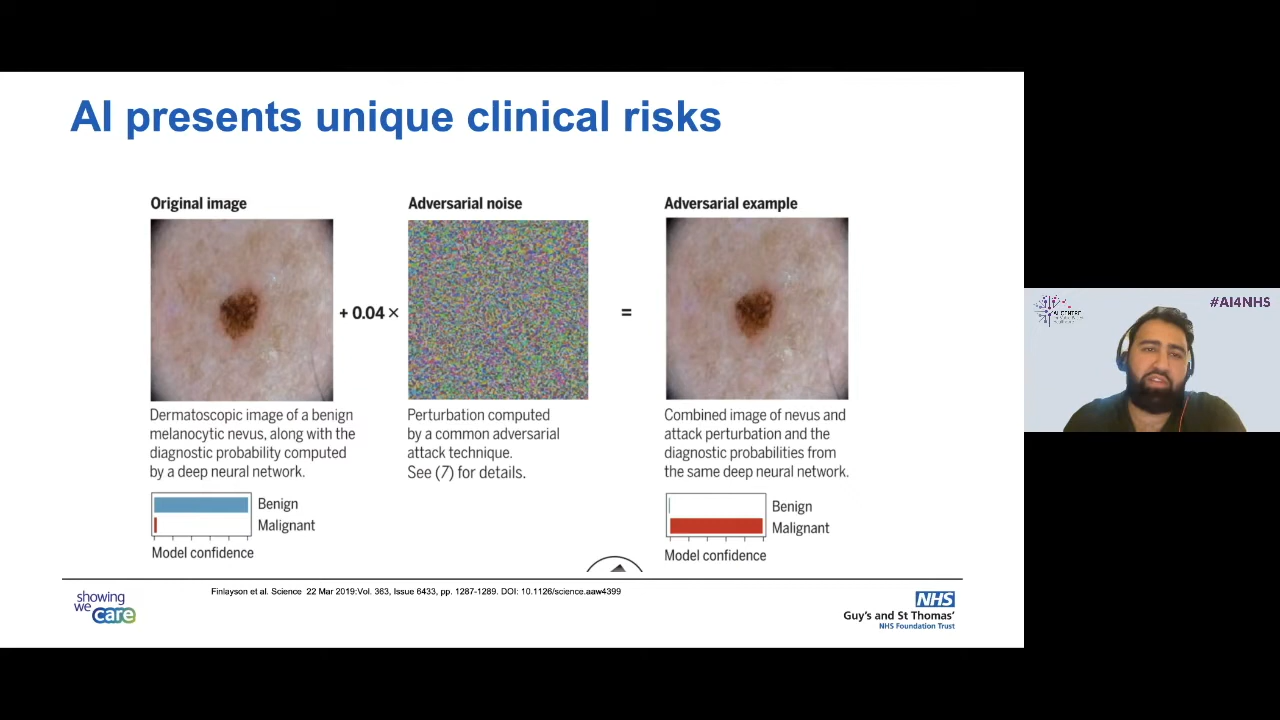 AI presents unique clinical risks
Original image
Adversarial noise
Adversarial example
+ 0.04 ×
=
Dermatoscopic image of a benign
melanocytic nevus, along with the
diagnostic probability computed
by a deep neural network.
Perturbation computed
by a common adversarial
attack technique.
See (7) for details.
Combined image of nevus and
attack perturbation and the
diagnostic probabilities from
the same deep neural network.
Benign
Malignant
Model confidence
Benign
Malignant
Model confidence
Finlayson et al. Science 22 Mar 2019:Vol. 363, Issue 6433, pp. 1287-1289. DOI: 10.1126/science.aaw4399
showing
we
care
NHS
Guy's and St Thomas'
NHS Foundation Trust
AI CENTRE
#AI4NHS